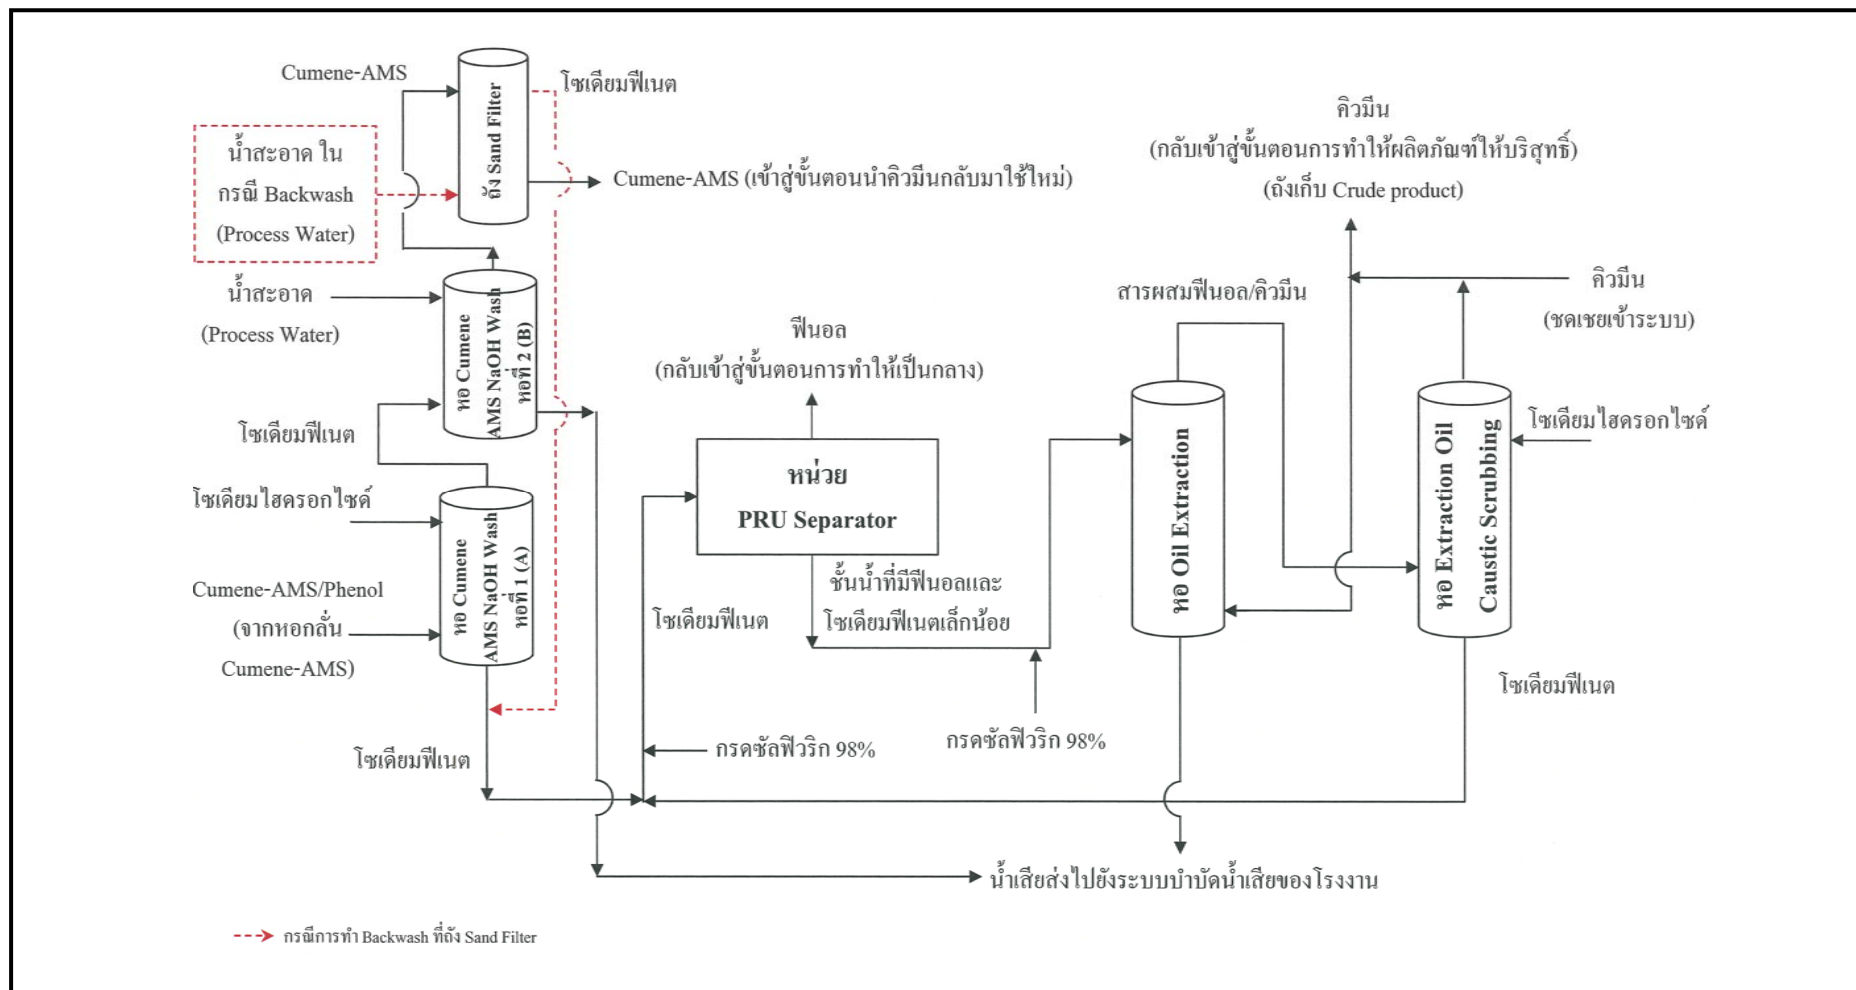 Cumene-AMS
โซเดียมฟีเนต
ถัง Sand Filter
น้ำสะอาด ใน
กรณี Backwash
(Process Water)
Cumene-AMS (เข้าสู่ขั้นตอนนำคิวมีนกลับมาใช้ใหม่)
คิวมีน
(กลับเข้าสู่ขั้นตอนการทำให้ผลิตภัณฑ์ให้บริสุทธิ์)
(ถังเก็บ Crude product)
น้ำสะอาด
(Process Water)
หอ Cumene
AMS NaOH Wash
หอที่ 2 (B)
สารผสมฟีนอล/คิวมีน
คิวมีน
(ชดเชยเข้าระบบ)
ฟีนอล
(กลับเข้าสู่ขั้นตอนการทำให้เป็นกลาง)
โซเดียมฟีเนต
หน่วย
PRU Separator
หอ Oil Extraction
หอ Extraction Oil
Caustic Scrubbing
โซเดียมไฮดรอกไซด์
โซเดียมไฮดรอกไซด์
หอ Cumene
AMS NaOH Wash
หอที่ 1 (A)
Cumene-AMS/Phenol
(จากหอกลั่น
Cumene-AMS)
ชั้นน้ำที่มีฟีนอลและ
โซเดียมฟีเนตเล็กน้อย
โซเดียมฟีเนต
โซเดียมฟีเนต
โซเดียมฟีเนต
กรดซัลฟิวริก 98%
กรดซัลฟิวริก 98%
น้ำเสียส่งไปยังระบบบำบัดน้ำเสียของโรงงาน
กรณีการทำ Backwash ที่ถัง Sand Filter